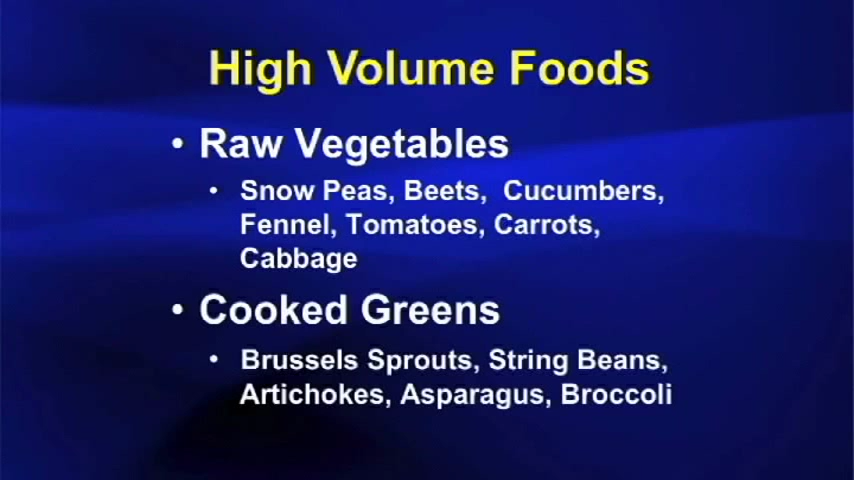 High Volume Foods
• Raw Vegetables
• Snow Peas, Beets, Cucumbers,
Fennel, Tomatoes, Carrots,
Cabbage
• Cooked Greens
• Brussels Sprouts, String Beans,
Artichokes, Asparagus, Broccoli